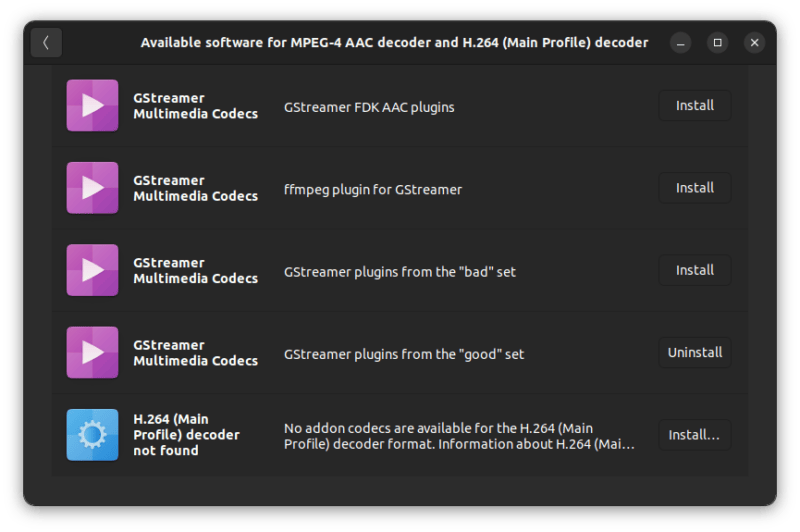 Available software for MPEG-4 AAC decoder and H.264 (Main Profile) decoder
GStreamer
Multimedia Codecs
GStreamer FDK AAC plugins
Install
GStreamer
Multimedia Codecs
ffmpeg plugin for GStreamer
Install
GStreamer
Multimedia Codecs
GStreamer plugins from the "bad" set
Install
GStreamer
Multimedia Codecs
GStreamer plugins from the "good" set
Uninstall
H.264 (Main
Profile) decoder
not found
No addon codecs are available for the H.264 (Main
Profile) decoder format. Information about H.264 (Mai…
Install…